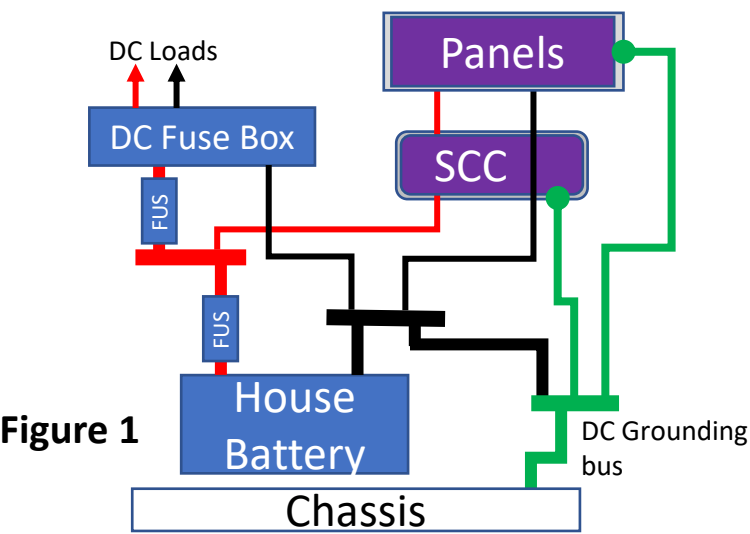 DC Loads
Panels
DC Fuse Box
SCC
FUS
FUS
House
Battery
Figure 1
DC Grounding
bus
Chassis